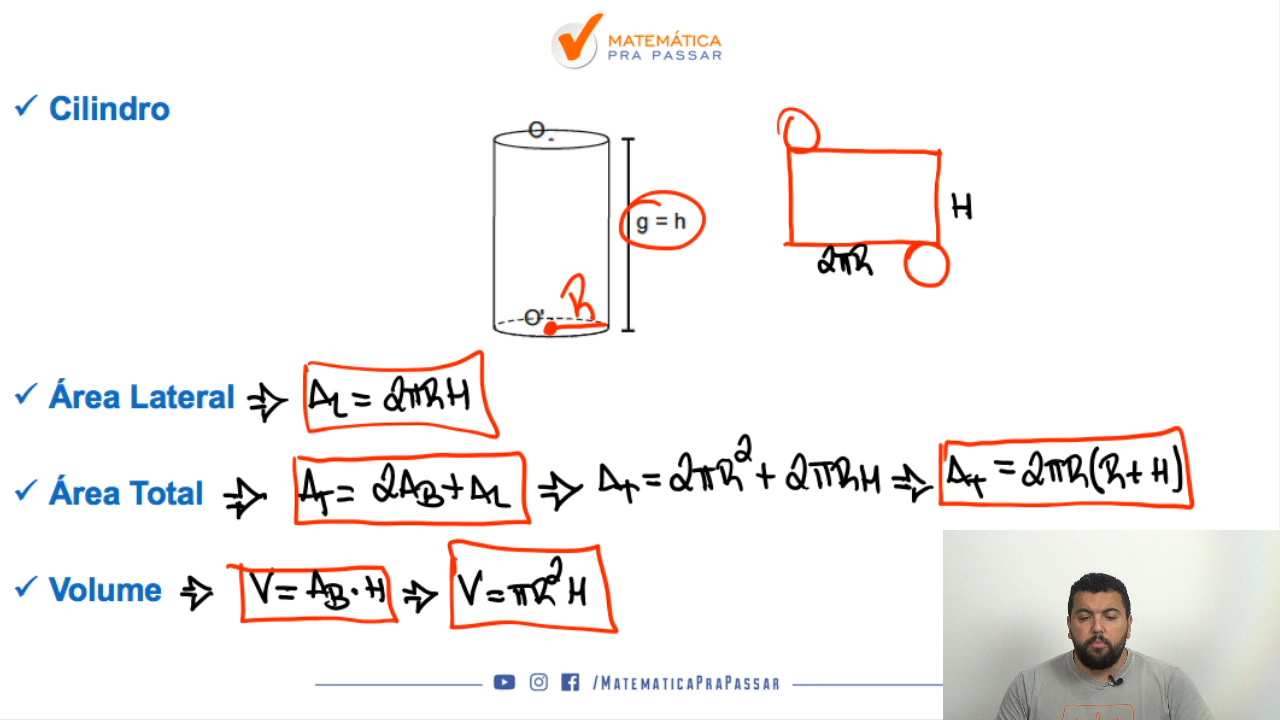 MATEMÁTICA
PRA PASSAR
✓ Cilindro
O
g = h
H
2πR
R
O'
✓ Área Lateral ⇒ A_L = 2πRH
✓ Área Total ⇒ A_T = 2A_B + A_L ⇒ A_T = 2πR² + 2πRH ⇒ A_T = 2πR(R + H)
✓ Volume ⇒ V = A_B · H ⇒ V = πR²H
/MatematicaPraPassar